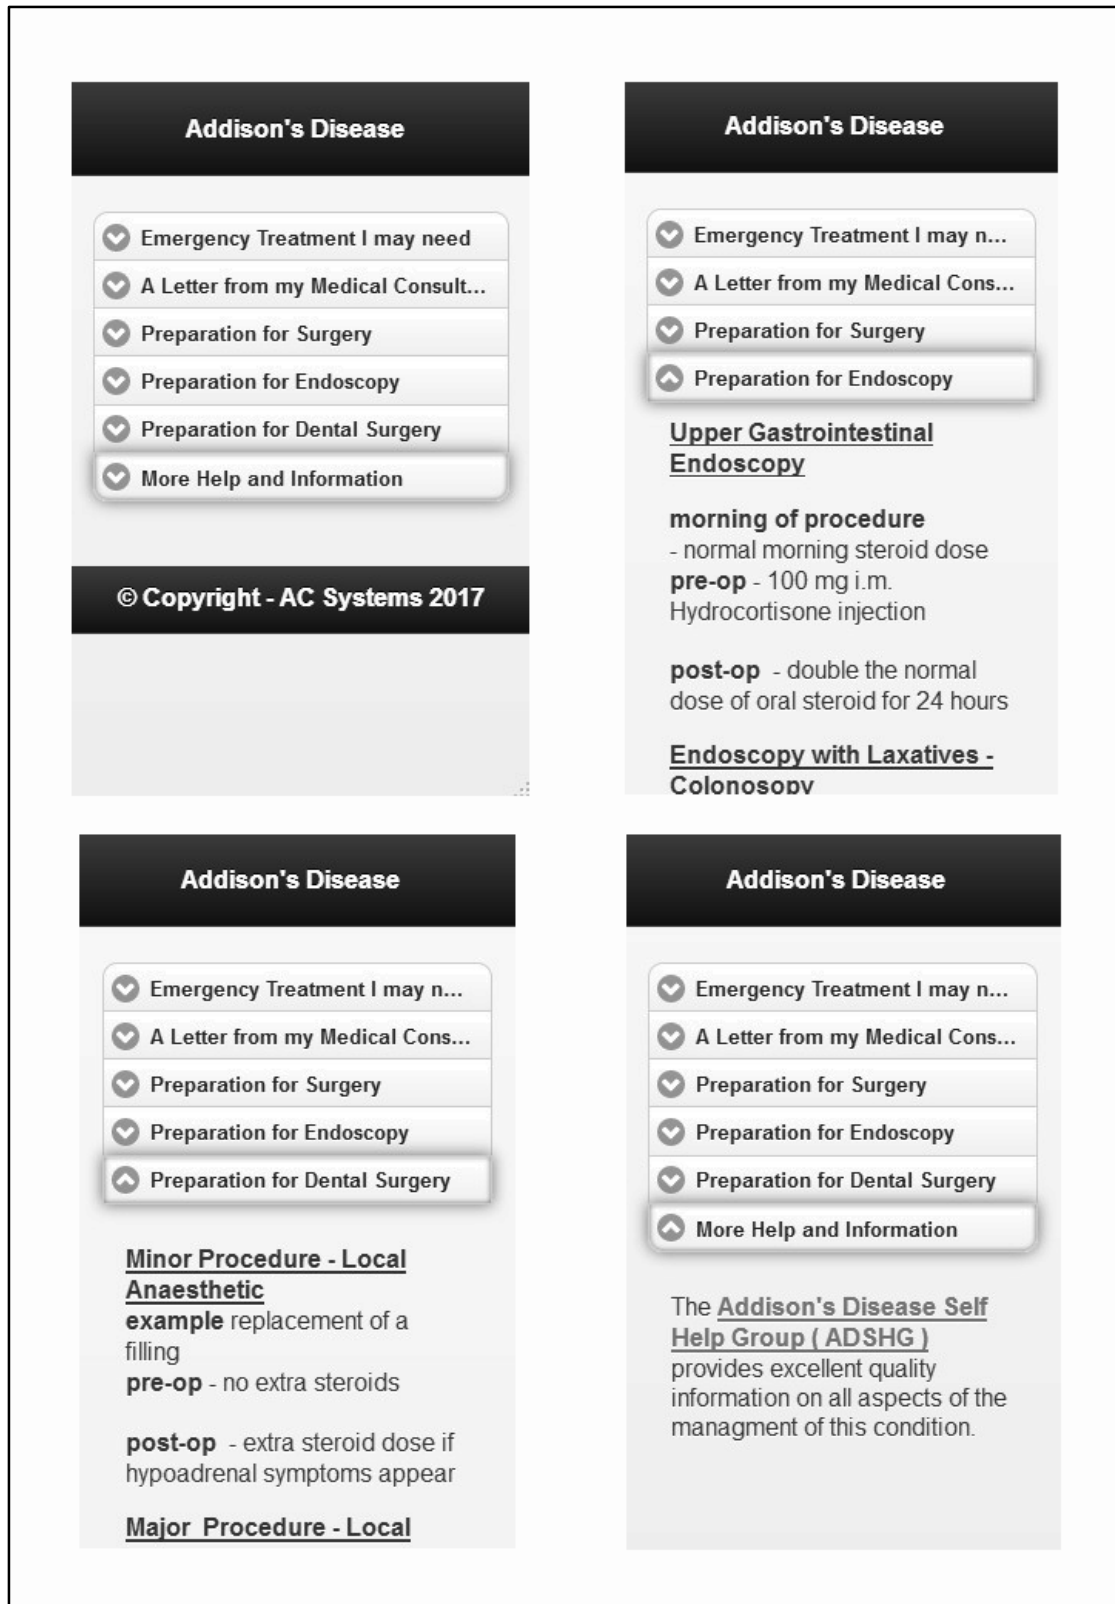 Addison's Disease
Emergency Treatment I may need
A Letter from my Medical Consult...
Preparation for Surgery
Preparation for Endoscopy
Preparation for Dental Surgery
More Help and Information
© Copyright - AC Systems 2017
Addison's Disease
Emergency Treatment I may n...
A Letter from my Medical Cons...
Preparation for Surgery
Preparation for Endoscopy
Upper Gastrointestinal
Endoscopy
morning of procedure
- normal morning steroid dose
pre-op - 100 mg i.m.
Hydrocortisone injection
post-op - double the normal
dose of oral steroid for 24 hours
Endoscopy with Laxatives -
Colonosopy
Addison's Disease
Emergency Treatment I may n...
A Letter from my Medical Cons...
Preparation for Surgery
Preparation for Endoscopy
Preparation for Dental Surgery
Minor Procedure - Local
Anaesthetic
example replacement of a
filling
pre-op - no extra steroids
post-op - extra steroid dose if
hypoadrenal symptoms appear
Major Procedure - Local
Addison's Disease
Emergency Treatment I may n...
A Letter from my Medical Cons...
Preparation for Surgery
Preparation for Endoscopy
Preparation for Dental Surgery
More Help and Information
The Addison's Disease Self
Help Group ( ADSHG )
provides excellent quality
information on all aspects of the
managment of this condition.